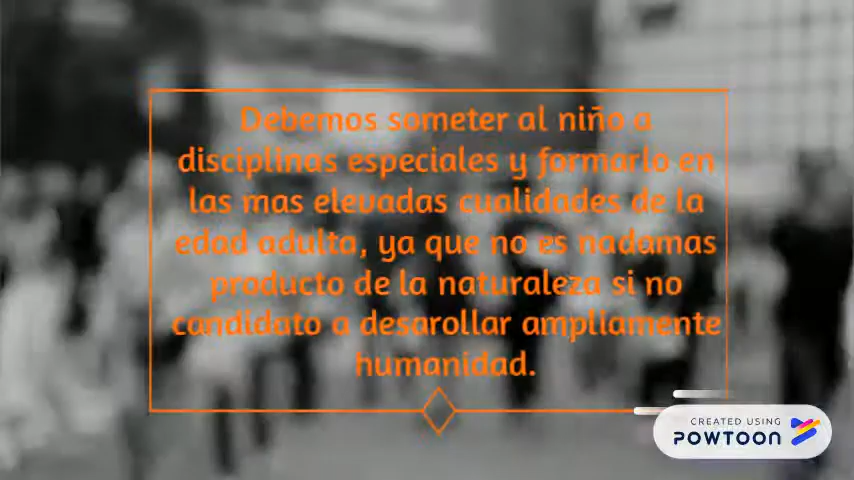 Debemos someter al niño a
disciplinas especiales y formarlo en
las mas elevadas cualidades de la
edad adulta, ya que no es nadamas
producto de la naturaleza si no
candidato a desarollar ampliamente
humanidad.
CREATED USING
POWTOON